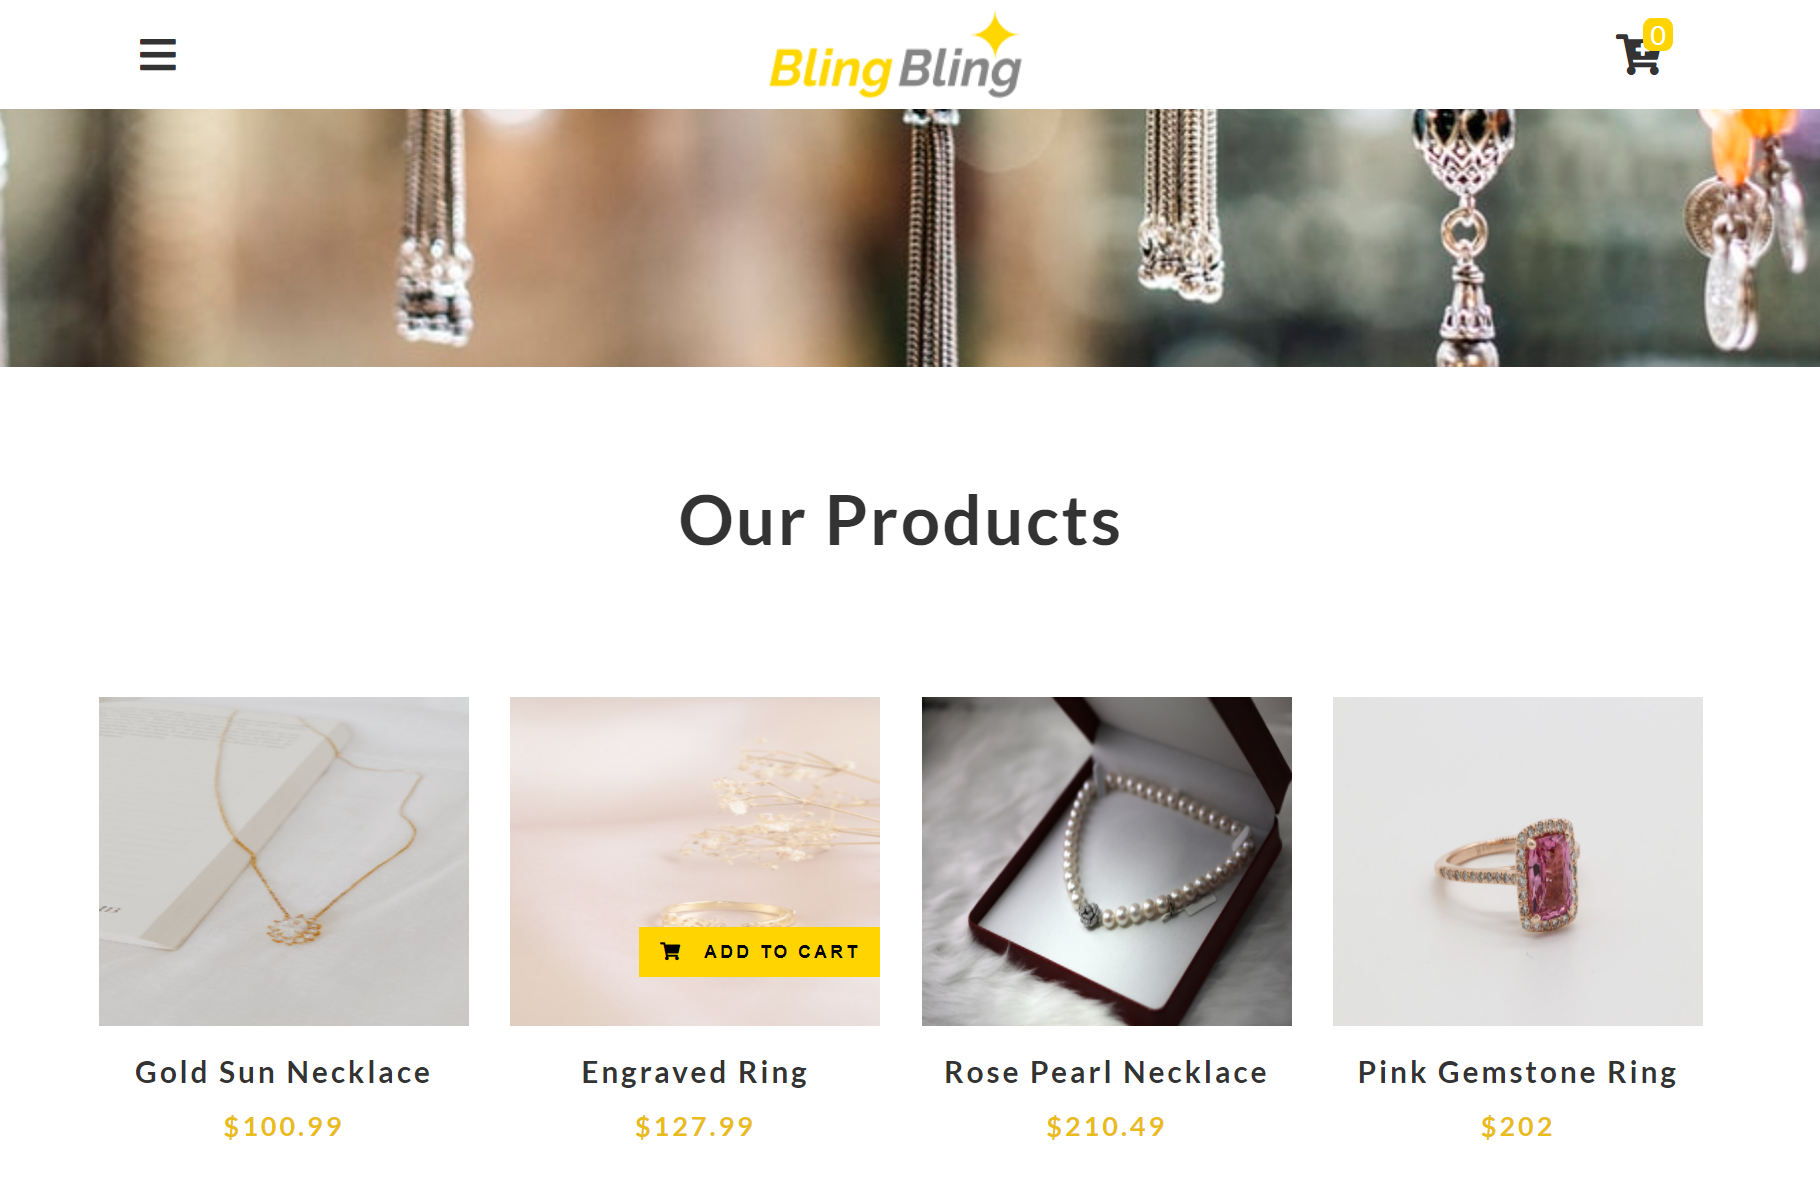 Bling Bling
0
Our Products
ADD TO CART
Gold Sun Necklace
Engraved Ring
Rose Pearl Necklace
Pink Gemstone Ring
$100.99
$127.99
$210.49
$202